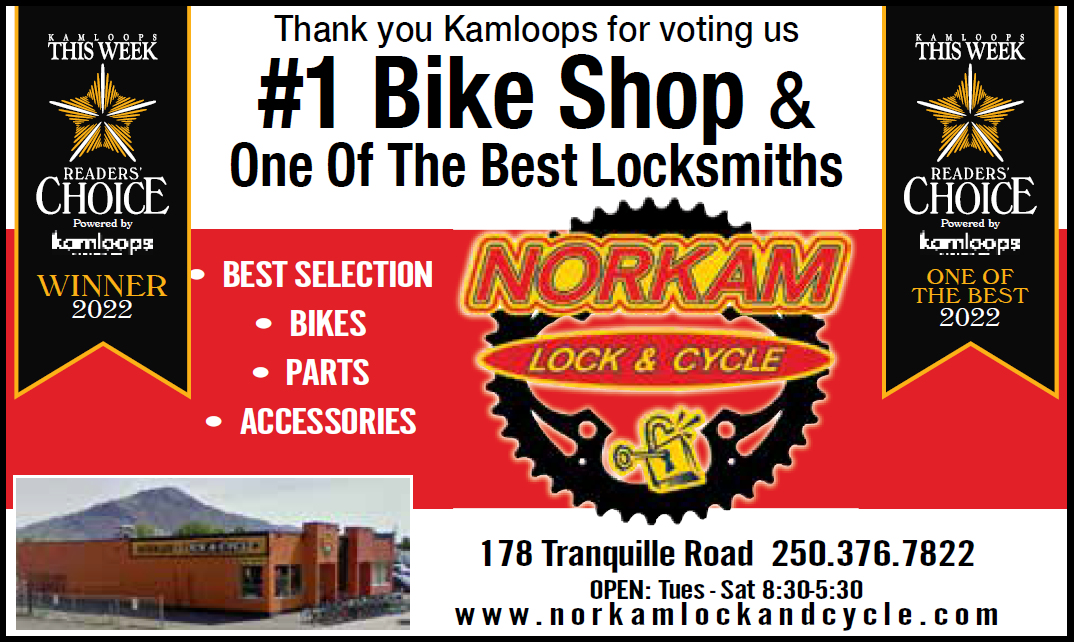 KAMLOOPS
THIS WEEK
READERS'
CHOICE
Powered by
kamloops
WINNER
2022
Thank you Kamloops for voting us
#1 Bike Shop &
One Of The Best Locksmiths
KAMLOOPS
THIS WEEK
READERS'
CHOICE
Powered by
kamloops
ONE OF
THE BEST
2022
• BEST SELECTION
• BIKES
• PARTS
• ACCESSORIES
NORKAM
LOCK & CYCLE
178 Tranquille Road 250.376.7822
OPEN: Tues - Sat 8:30-5:30
www.norkamlockandcycle.com